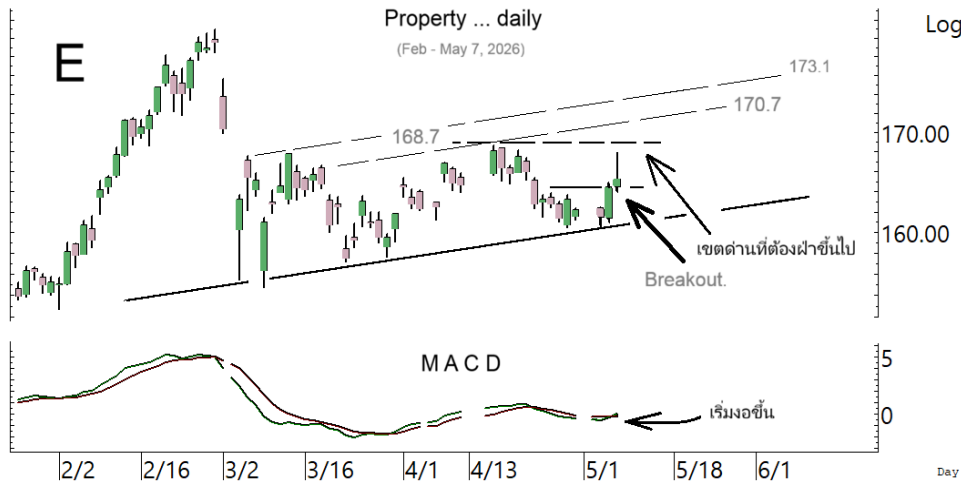 Property ... daily
Log
(Feb - May 7, 2026)
E
173.1
170.7
168.7
170.00
160.00
เขตด่านที่ต้องฝ่าขึ้นไป
Breakout.
M A C D
5
0
เริ่มงอขึ้น
2/2
2/16
3/2
3/16
4/1
4/13
5/1
5/18
6/1
Day